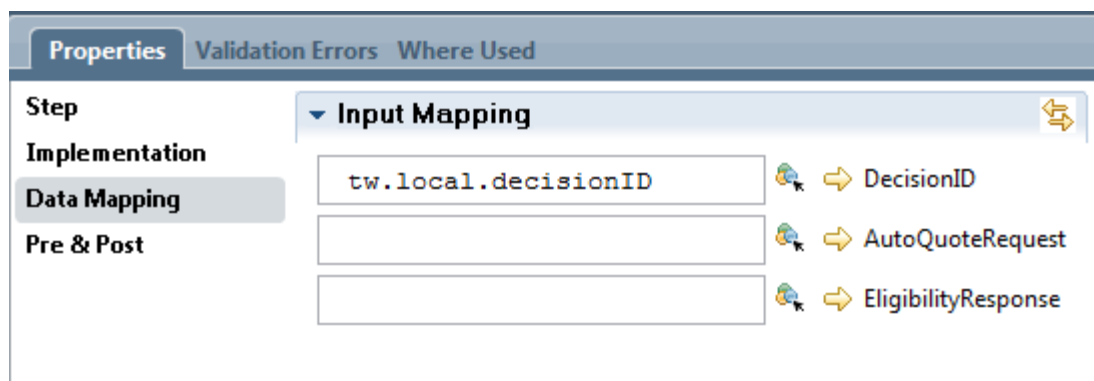 Properties Validation Errors Where Used
Step
Implementation
Data Mapping
Pre & Post
Input Mapping
tw.local.decisionID DecisionID
AutoQuoteRequest
EligibilityResponse